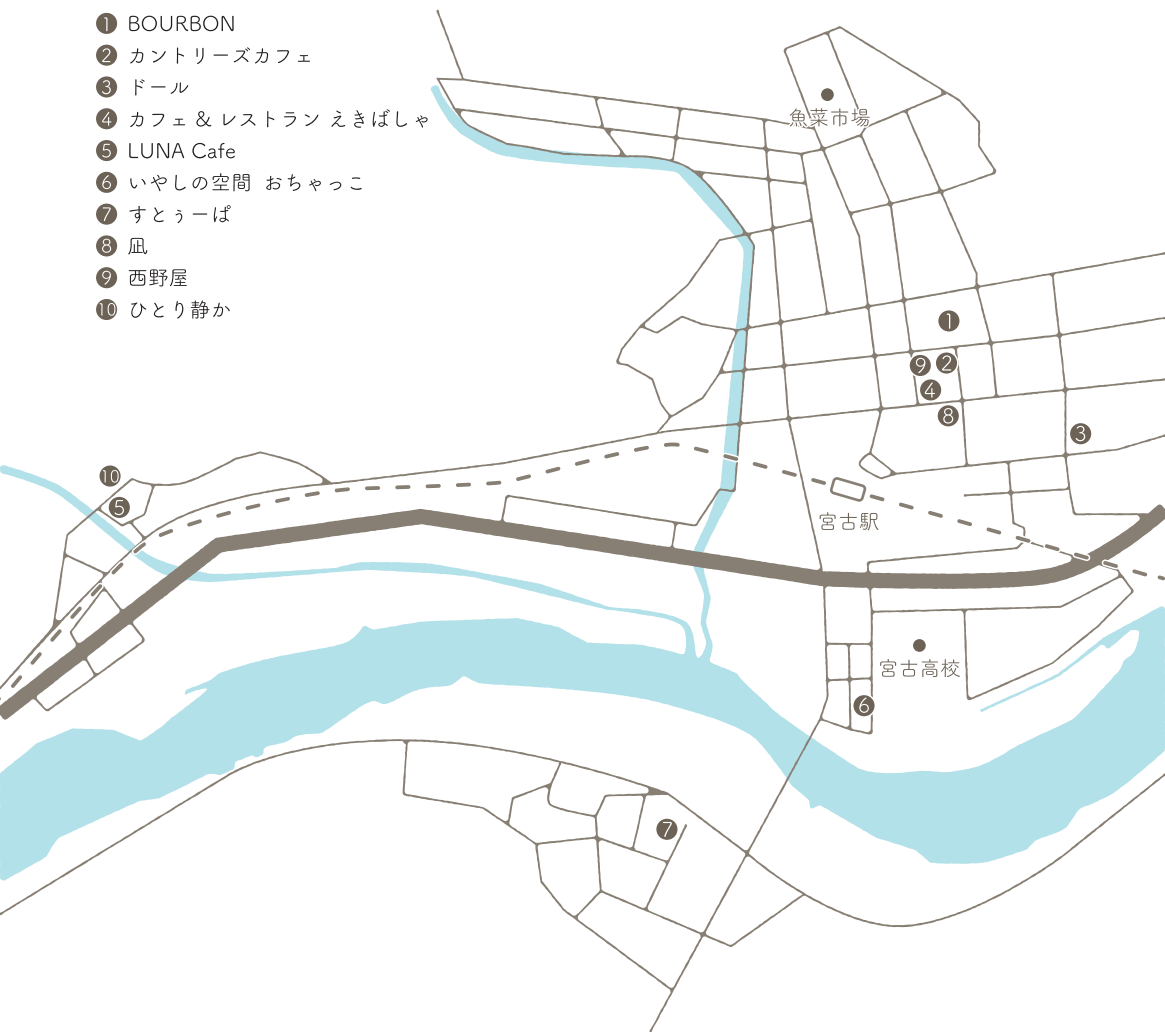 1 BOURBON
2 カントリーズカフェ
3 ドール
4 カフェ & レストラン えきばしゃ
5 LUNA Cafe
6 いやしの空間 おちゃっこ
7 すとぅーぱ
8 凪
9 西野屋
10 ひとり静か
魚菜市場
1
9 2
4
8
3
10
5
宮古駅
宮古高校
6
7